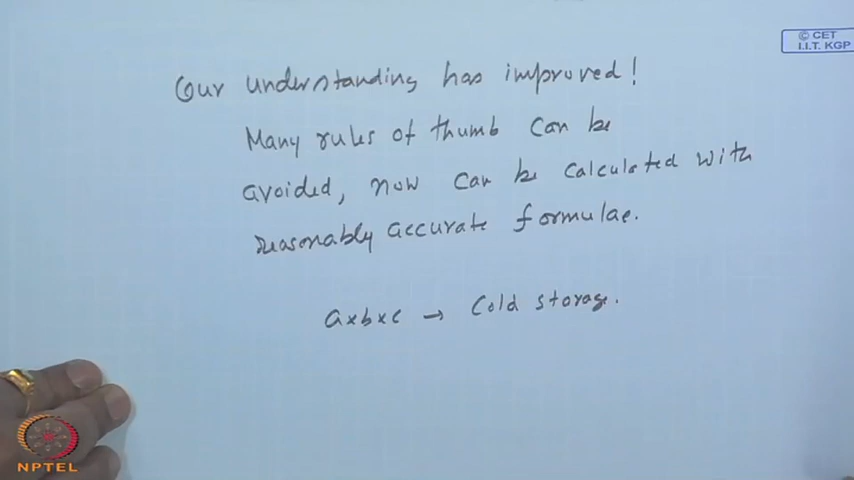 © CET
I.I.T. KGP
Our understanding has improved!
Many rules of thumb can be
avoided, now can be calculated with
reasonably accurate formulae.
a×b×c → Cold storage.
NPTEL